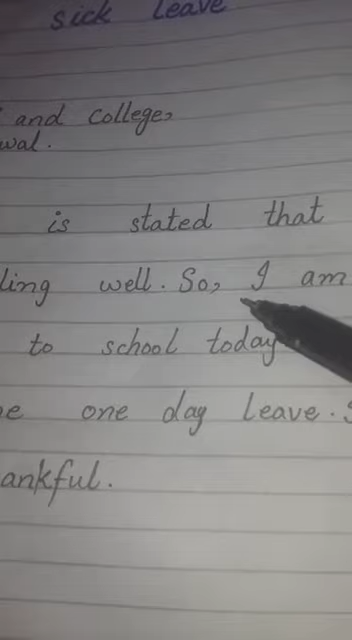 sick leave
and college,
wal.
is stated that
ling well. So, I am
to school today
e one day leave.
ankful.